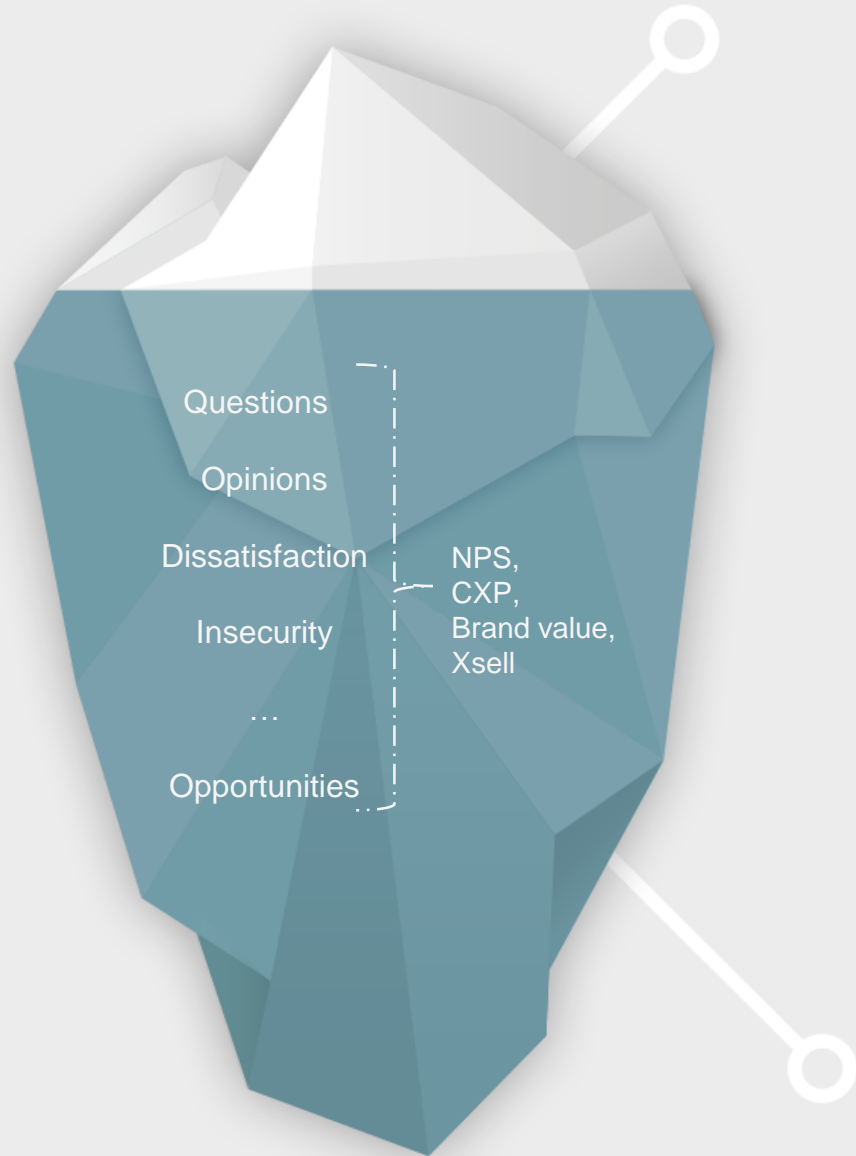 Questions
Opinions
Dissatisfaction
Insecurity
…
Opportunities
NPS,
CXP,
Brand value,
Xsell